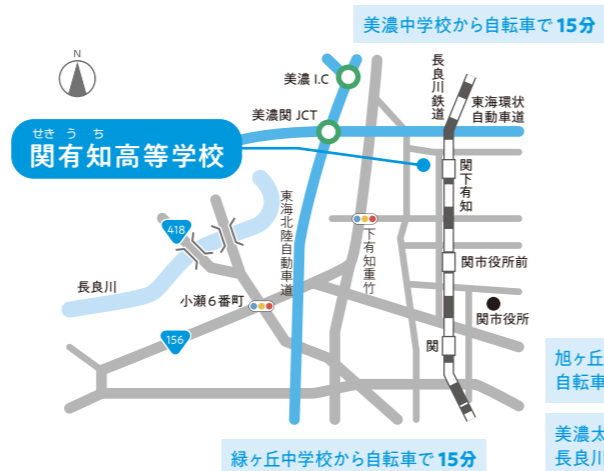 美濃中学校から自転車で15分
N
美濃 I.C
長良川鉄道
美濃関 JCT
東海環状
自動車道
せき う ち
関有知高等学校
関下有知
東海北陸自動車道
418
下有知重竹
長良川
関市役所前
小瀬6番町
関市役所
156
関
旭ヶ丘
自転車
美濃太
長良川
緑ヶ丘中学校から自転車で15分